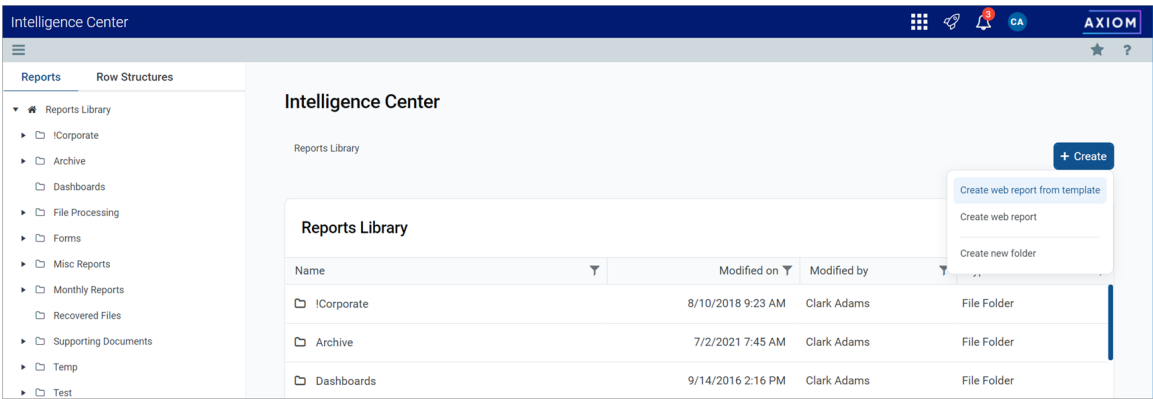 Intelligence Center
3
CA
AXIOM
?
Reports Row Structures
Reports Library
!Corporate
Archive
Dashboards
File Processing
Forms
Misc Reports
Monthly Reports
Recovered Files
Supporting Documents
Temp
Test
Intelligence Center
Reports Library
+ Create
Create web report from template
Create web report
Create new folder
Reports Library
Name Modified on Modified by
!Corporate 8/10/2018 9:23 AM Clark Adams File Folder
Archive 7/2/2021 7:45 AM Clark Adams File Folder
Dashboards 9/14/2016 2:16 PM Clark Adams File Folder